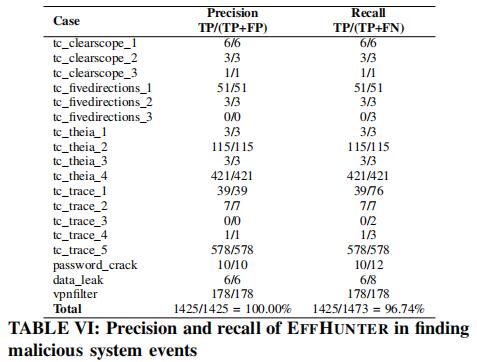 Case Precision Recall
TP/(TP+FP) TP/(TP+FN)
tc_clearscope_1 6/6 6/6
tc_clearscope_2 3/3 3/3
tc_clearscope_3 1/1 1/1
tc_fivedirections_1 51/51 51/51
tc_fivedirections_2 3/3 3/3
tc_fivedirections_3 0/0 0/3
tc_theia_1 3/3 3/3
tc_theia_2 115/115 115/115
tc_theia_3 3/3 3/3
tc_theia_4 421/421 421/421
tc_trace_1 39/39 39/76
tc_trace_2 7/7 7/7
tc_trace_3 0/0 0/2
tc_trace_4 1/1 1/3
tc_trace_5 578/578 578/578
password_crack 10/10 10/12
data_leak 6/6 6/8
vpnfilter 178/178 178/178
Total 1425/1425 = 100.00% 1425/1473 = 96.74%
TABLE VI: Precision and recall of EFFHUNTER in finding
malicious system events